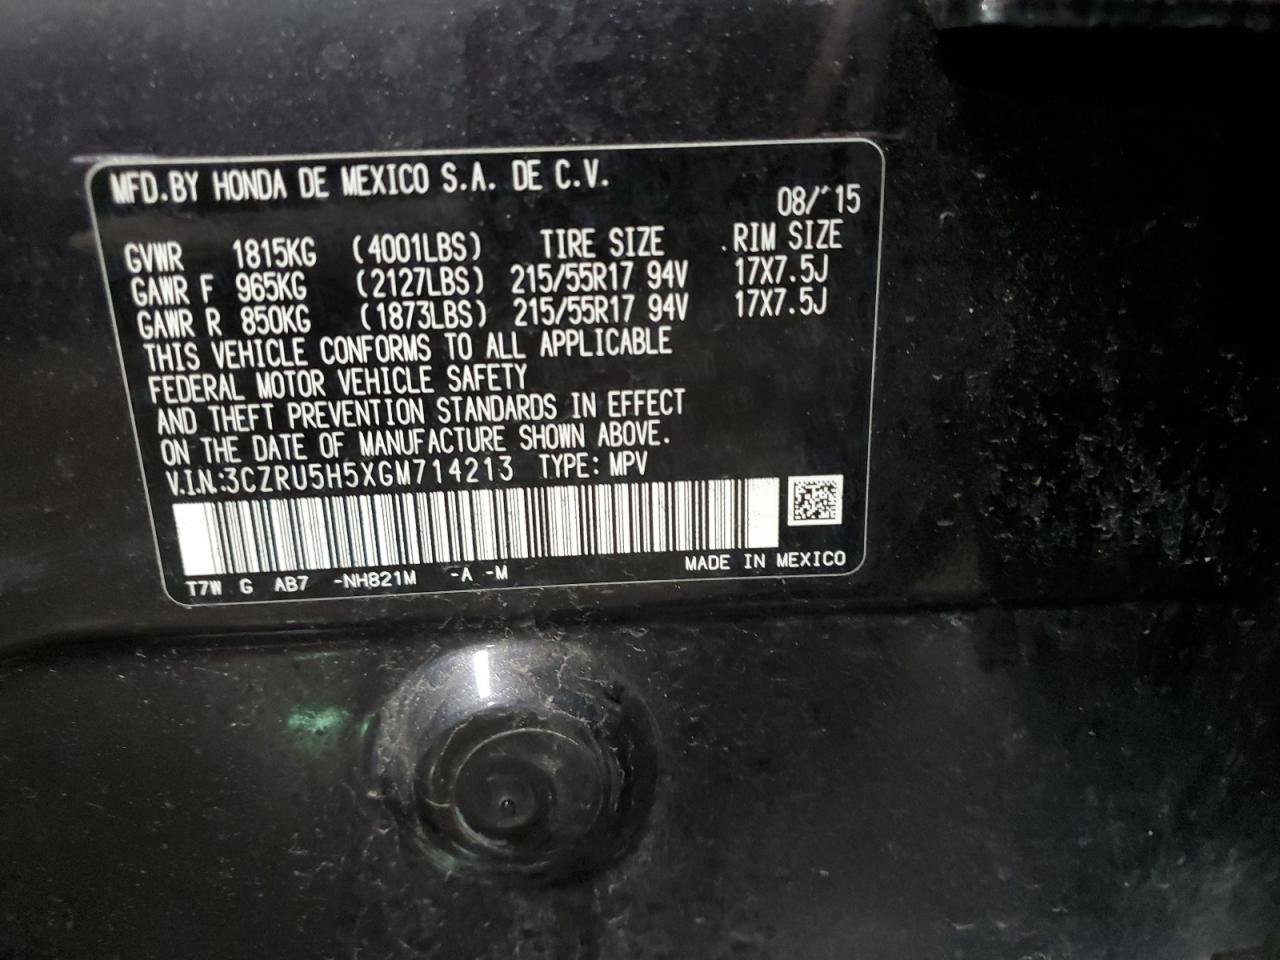 MFD.BY HONDA DE MEXICO S.A. DE C.V.
08/'15
GVWR 1815KG (4001LBS) TIRE SIZE RIM SIZE
GAWR F 965KG (2127LBS) 215/55R17 94V 17X7.5J
GAWR R 850KG (1873LBS) 215/55R17 94V 17X7.5J
THIS VEHICLE CONFORMS TO ALL APPLICABLE
FEDERAL MOTOR VEHICLE SAFETY
AND THEFT PREVENTION STANDARDS IN EFFECT
ON THE DATE OF MANUFACTURE SHOWN ABOVE.
V.I.N.:3CZRU5H5XGM714213 TYPE: MPV
MADE IN MEXICO
T7W G AB7 -NH821M -A -M